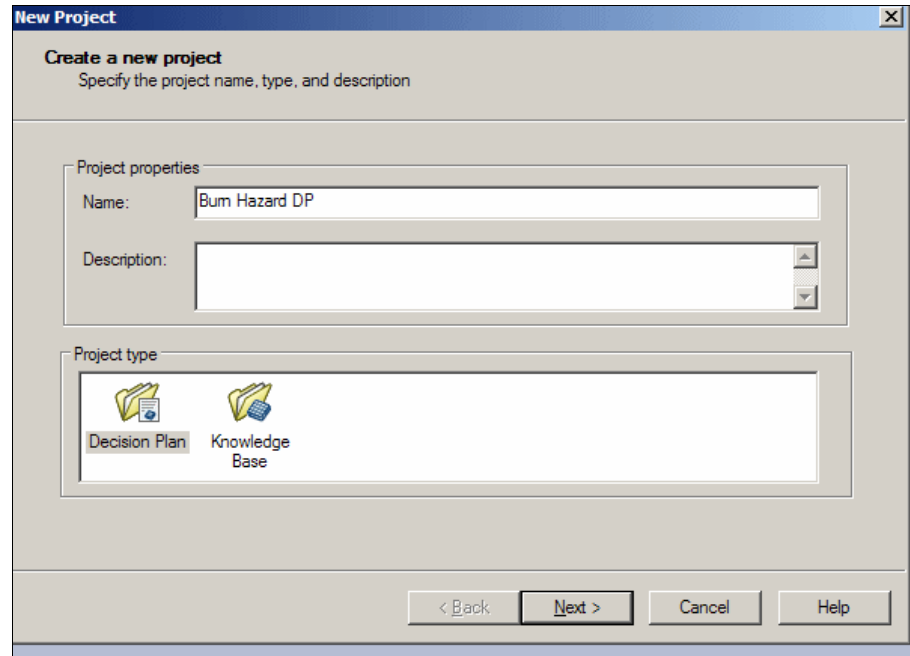 New Project
Create a new project
Specify the project name, type, and description
Project properties
Name:
Burn Hazard DP
Description:
Project type
Decision Plan
Knowledge
Base
< Back
Next >
Cancel
Help